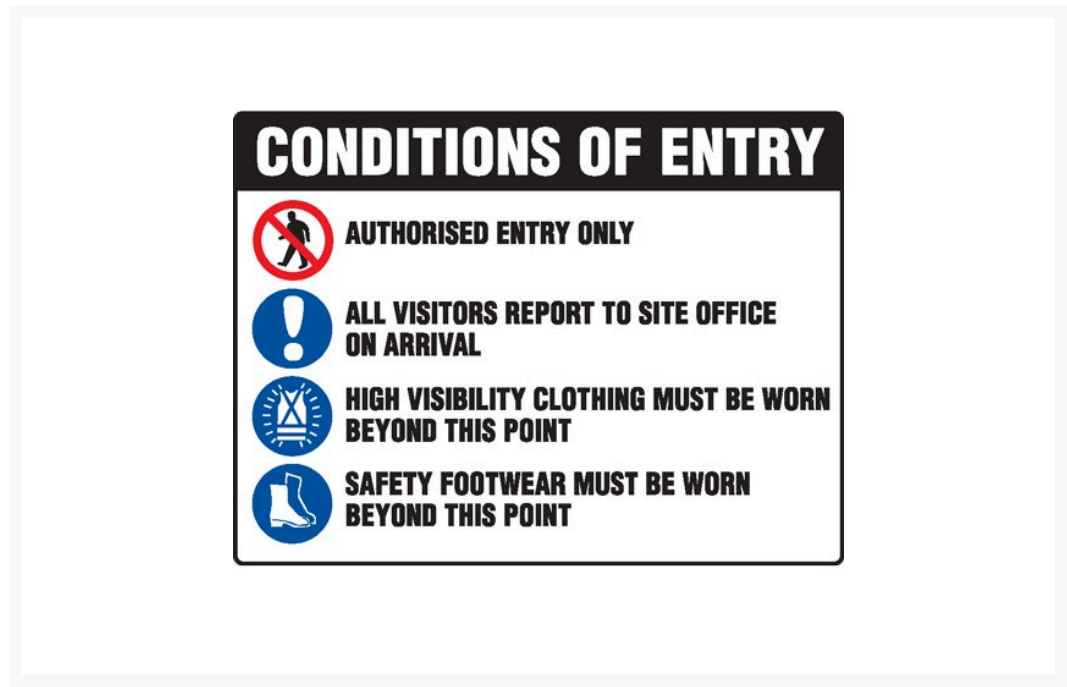 CONDITIONS OF ENTRY
AUTHORISED ENTRY ONLY
ALL VISITORS REPORT TO SITE OFFICE
ON ARRIVAL
HIGH VISIBILITY CLOTHING MUST BE WORN
BEYOND THIS POINT
SAFETY FOOTWEAR MUST BE WORN
BEYOND THIS POINT